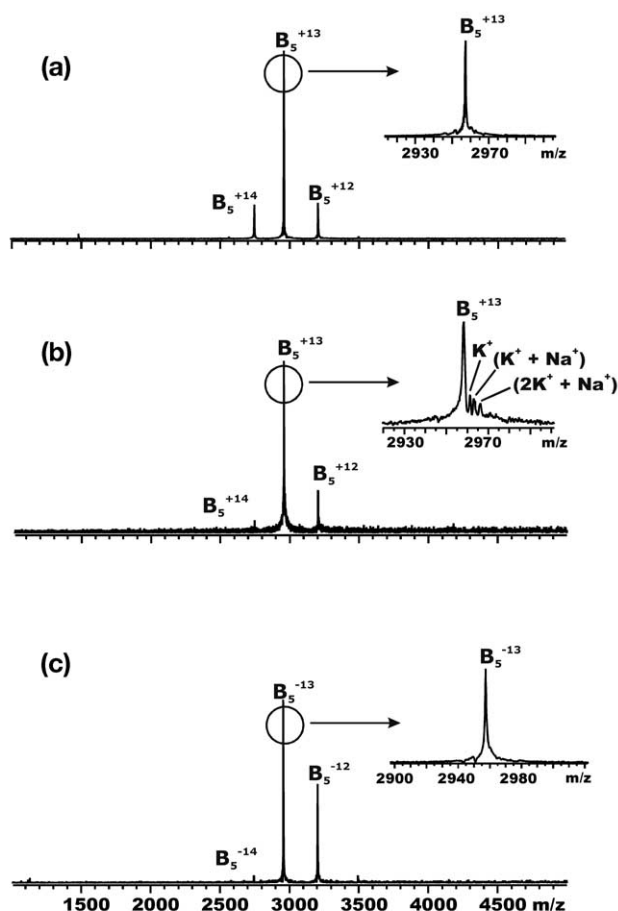 (a)
B₅⁺¹³
B₅⁺¹³
2930 2970 m/z
B₅⁺¹⁴
B₅⁺¹²
(b)
B₅⁺¹³
B₅⁺¹³
K⁺
(K⁺ + Na⁺)
(2K⁺ + Na⁺)
2930 2970 m/z
B₅⁺¹⁴
B₅⁺¹²
(c)
B₅⁻¹³
B₅⁻¹³
2900 2940 2980 m/z
B₅⁻¹²
B₅⁻¹⁴
1500 2000 2500 3000 3500 m/z 4000 4500